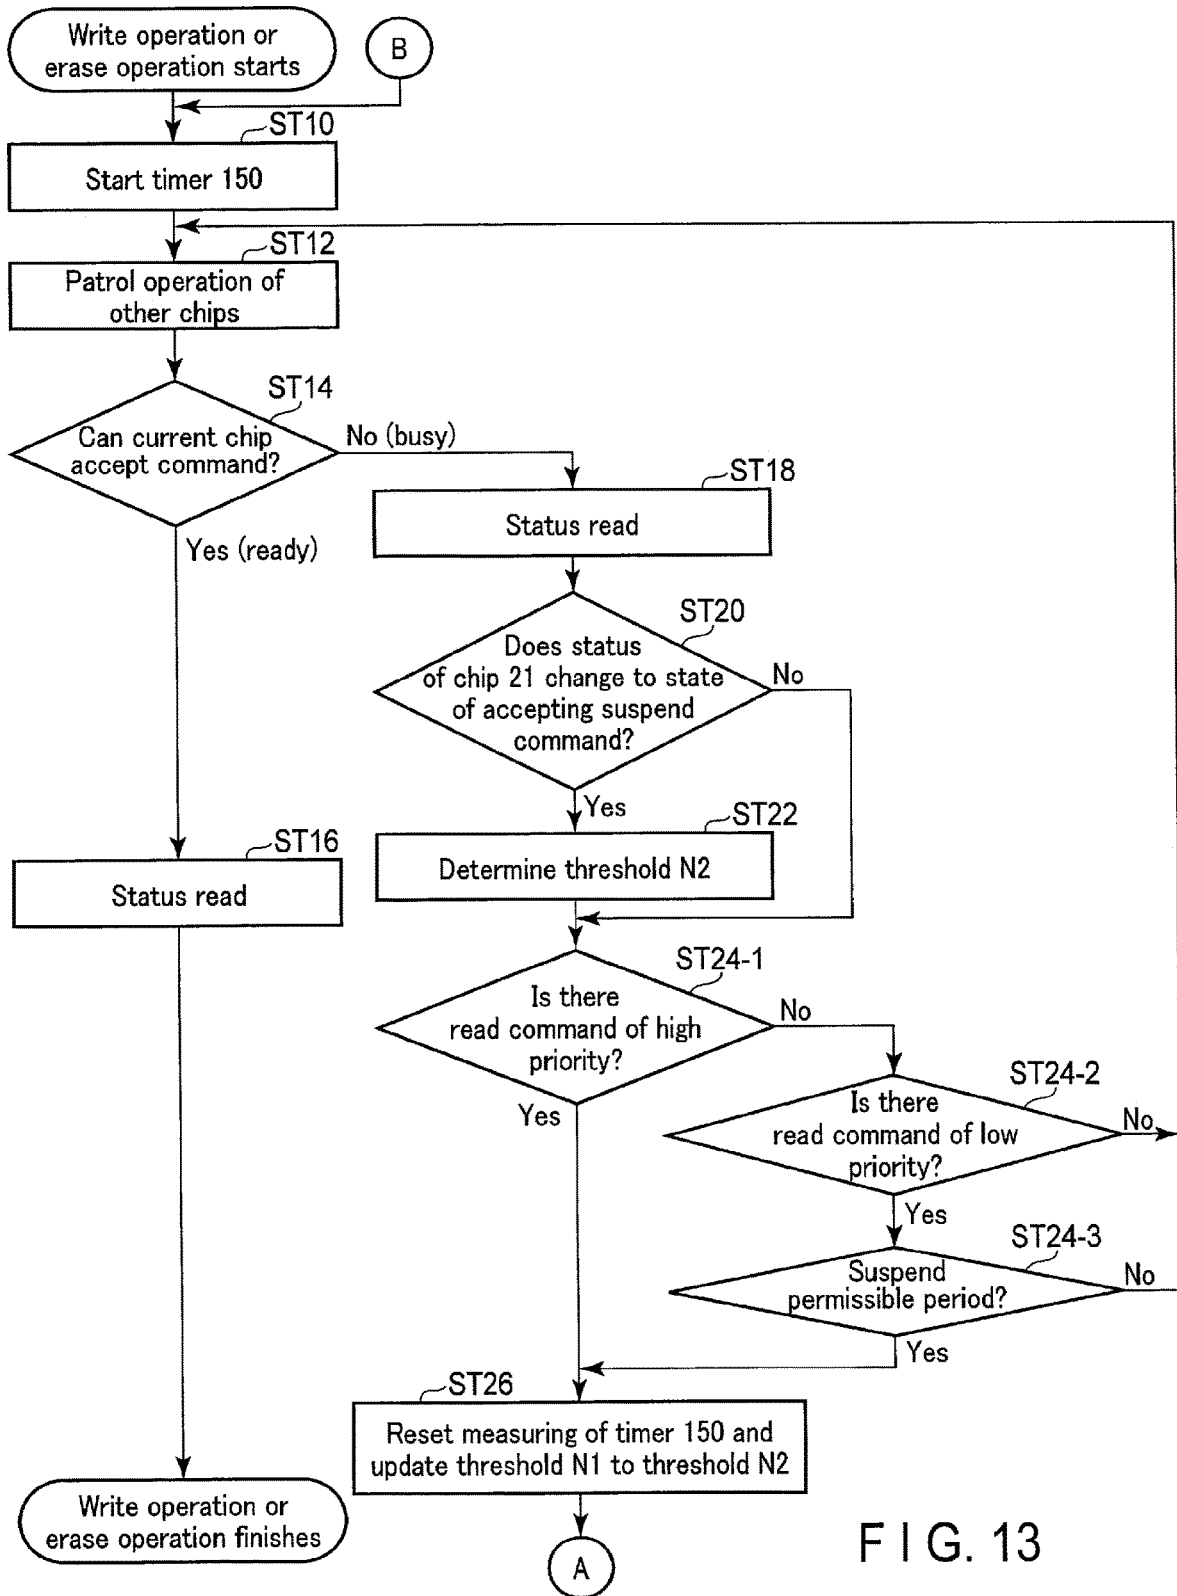 Write operation or
erase operation starts
B
ST10
Start timer 150
ST12
Patrol operation of
other chips
ST14
Can current chip
accept command?
No (busy)
Yes (ready)
ST18
Status read
ST20
Does status
of chip 21 change to state
of accepting suspend
command?
No
Yes
ST22
Determine threshold N2
ST16
Status read
ST24-1
Is there
read command of high
priority?
No
Yes
ST24-2
Is there
read command of low
priority?
No
Yes
ST24-3
Suspend
permissible period?
No
Yes
ST26
Reset measuring of timer 150 and
update threshold N1 to threshold N2
Write operation or
erase operation finishes
A
FIG. 13